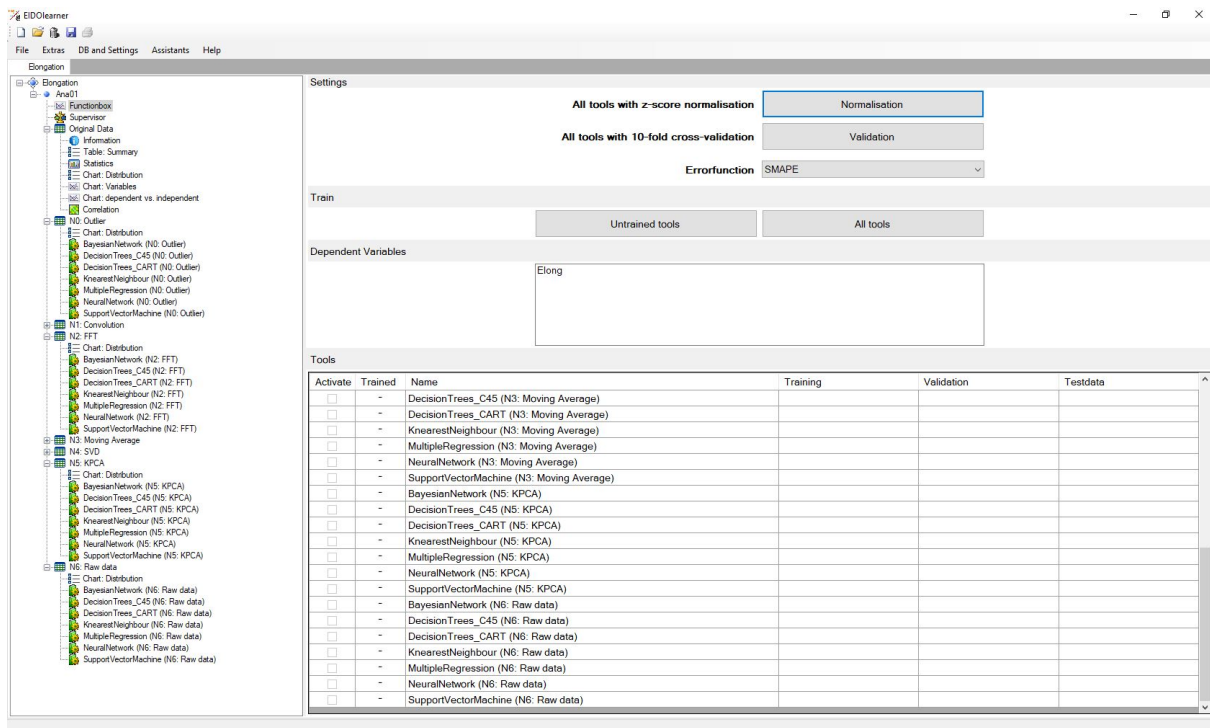 EIDOlearner
File Extras DB and Settings Assistants Help
Elongation
Elongation
Ana01
Functionbox
Supervisor
Original Data
Information
Table: Summary
Statistics
Chart: Distribution
Chart: Variables
Chart: dependent vs. independent
Correlation
N0: Outlier
Chart: Distribution
BayesianNetwork (N0: Outlier)
DecisionTrees_C45 (N0: Outlier)
DecisionTrees_CART (N0: Outlier)
KnearestNeighbour (N0: Outlier)
MultipleRegression (N0: Outlier)
NeuralNetwork (N0: Outlier)
SupportVectorMachine (N0: Outlier)
N1: Convolution
N2: FFT
Chart: Distribution
BayesianNetwork (N2: FFT)
DecisionTrees_C45 (N2: FFT)
DecisionTrees_CART (N2: FFT)
KnearestNeighbour (N2: FFT)
MultipleRegression (N2: FFT)
NeuralNetwork (N2: FFT)
SupportVectorMachine (N2: FFT)
N3: Moving Average
N4: SVD
N5: KPCA
Chart: Distribution
BayesianNetwork (N5: KPCA)
DecisionTrees_C45 (N5: KPCA)
DecisionTrees_CART (N5: KPCA)
KnearestNeighbour (N5: KPCA)
MultipleRegression (N5: KPCA)
NeuralNetwork (N5: KPCA)
SupportVectorMachine (N5: KPCA)
N6: Raw data
Chart: Distribution
BayesianNetwork (N6: Raw data)
DecisionTrees_C45 (N6: Raw data)
DecisionTrees_CART (N6: Raw data)
KnearestNeighbour (N6: Raw data)
MultipleRegression (N6: Raw data)
NeuralNetwork (N6: Raw data)
SupportVectorMachine (N6: Raw data)
Settings
All tools with z-score normalisation Normalisation
All tools with 10-fold cross-validation Validation
Errorfunction SMAPE
Train
Untrained tools All tools
Dependent Variables
Elong
Tools
Activate Trained Name Training Validation Testdata
- DecisionTrees_C45 (N3: Moving Average)
- DecisionTrees_CART (N3: Moving Average)
- KnearestNeighbour (N3: Moving Average)
- MultipleRegression (N3: Moving Average)
- NeuralNetwork (N3: Moving Average)
- SupportVectorMachine (N3: Moving Average)
- BayesianNetwork (N5: KPCA)
- DecisionTrees_C45 (N5: KPCA)
- DecisionTrees_CART (N5: KPCA)
- KnearestNeighbour (N5: KPCA)
- MultipleRegression (N5: KPCA)
- NeuralNetwork (N5: KPCA)
- SupportVectorMachine (N5: KPCA)
- BayesianNetwork (N6: Raw data)
- DecisionTrees_C45 (N6: Raw data)
- DecisionTrees_CART (N6: Raw data)
- KnearestNeighbour (N6: Raw data)
- MultipleRegression (N6: Raw data)
- NeuralNetwork (N6: Raw data)
- SupportVectorMachine (N6: Raw data)